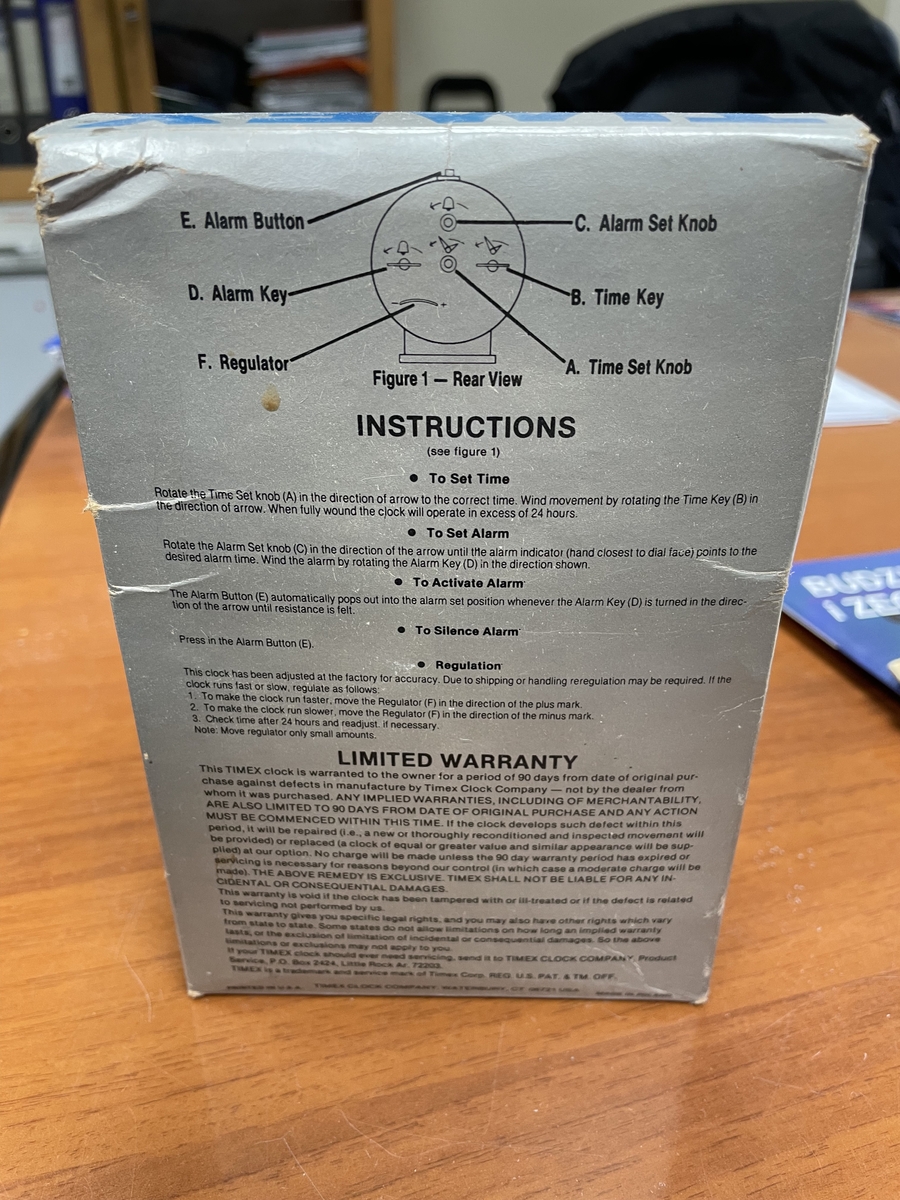 E. Alarm Button
C. Alarm Set Knob
D. Alarm Key
B. Time Key
F. Regulator
A. Time Set Knob
Figure 1 — Rear View
INSTRUCTIONS
(see figure 1)
● To Set Time
Rotate the Time Set knob (A) in the direction of arrow to the correct time. Wind movement by rotating the Time Key (B) in
the direction of arrow. When fully wound the clock will operate in excess of 24 hours.
● To Set Alarm
Rotate the Alarm Set knob (C) in the direction of the arrow until the alarm indicator (hand closest to dial face) points to the
desired alarm time. Wind the alarm by rotating the Alarm Key (D) in the direction shown.
● To Activate Alarm
The Alarm Button (E) automatically pops out into the alarm set position whenever the Alarm Key (D) is turned in the direc-
tion of the arrow until resistance is felt.
● To Silence Alarm
Press in the Alarm Button (E).
● Regulation
This clock has been adjusted at the factory for accuracy. Due to shipping or handling reregulation may be required. If the
clock runs fast or slow, regulate as follows:
1. To make the clock run faster, move the Regulator (F) in the direction of the plus mark.
2. To make the clock run slower, move the Regulator (F) in the direction of the minus mark.
3. Check time after 24 hours and readjust. if necessary.
Note: Move regulator only small amounts.
LIMITED WARRANTY
This TIMEX clock is warranted to the owner for a period of 90 days from date of original pur-
chase against defects in manufacture by Timex Clock Company — not by the dealer from
whom it was purchased. ANY IMPLIED WARRANTIES, INCLUDING OF MERCHANTABILITY,
ARE ALSO LIMITED TO 90 DAYS FROM DATE OF ORIGINAL PURCHASE AND ANY ACTION
MUST BE COMMENCED WITHIN THIS TIME. If the clock develops such defect within this
period, it will be repaired (i.e., a new or thoroughly reconditioned and inspected movement will
be provided) or replaced (a clock of equal or greater value and similar appearance will be sup-
plied) at our option. No charge will be made unless the 90 day warranty period has expired or
servicing is necessary for reasons beyond our control (in which case a moderate charge will be
made). THE ABOVE REMEDY IS EXCLUSIVE. TIMEX SHALL NOT BE LIABLE FOR ANY IN-
CIDENTAL OR CONSEQUENTIAL DAMAGES.
This warranty is void if the clock has been tampered with or ill-treated or if the defect is related
to servicing not performed by us.
This warranty gives you specific legal rights, and you may also have other rights which vary
from state to state. Some states do not allow limitations on how long an implied warranty
lasts, or the exclusion of limitation of incidental or consequential damages. So the above
limitations or exclusions may not apply to you.
If your TIMEX clock should ever need servicing, send it to TIMEX CLOCK COMPANY, Product
Service, P.O. Box 2424, Little Rock Ar. 72203.
TIMEX is a trademark and service mark of Timex Corp. REG. U.S. PAT. & TM. OFF.
PRINTED IN U.S.A. TIMEX CLOCK COMPANY, WATERBURY, CT. 06721 USA